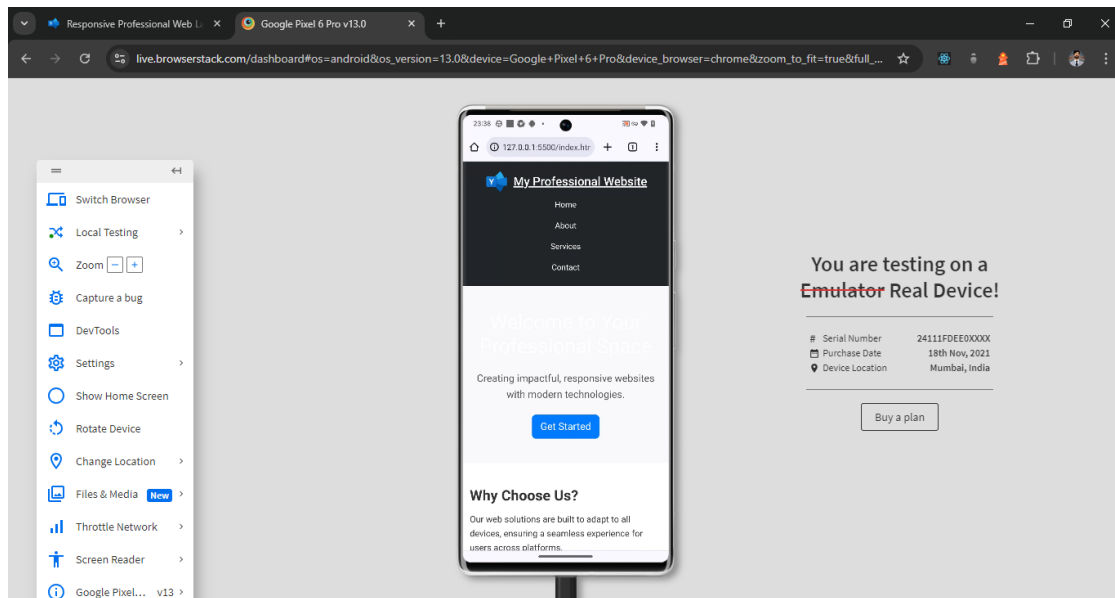 Responsive Professional Web L
Google Pixel 6 Pro v13.0
live.browserstack.com/dashboard#os=android&os_version=13.0&device=Google+Pixel+6+Pro&device_browser=chrome&zoom_to_fit=true&full_...
Switch Browser
Local Testing
Zoom
Capture a bug
DevTools
Settings
Show Home Screen
Rotate Device
Change Location
Files & Media New
Throttle Network
Screen Reader
Google Pixel... v13
23:38
127.0.0.1:5500/index.htr
My Professional Website
Home
About
Services
Contact
Welcome to Your
Professional Space
Creating impactful, responsive websites
with modern technologies.
Get Started
Why Choose Us?
Our web solutions are built to adapt to all
devices, ensuring a seamless experience for
users across platforms.
You are testing on a
Emulator Real Device!
# Serial Number 24111FDEE0XXXX
Purchase Date 18th Nov, 2021
Device Location Mumbai, India
Buy a plan